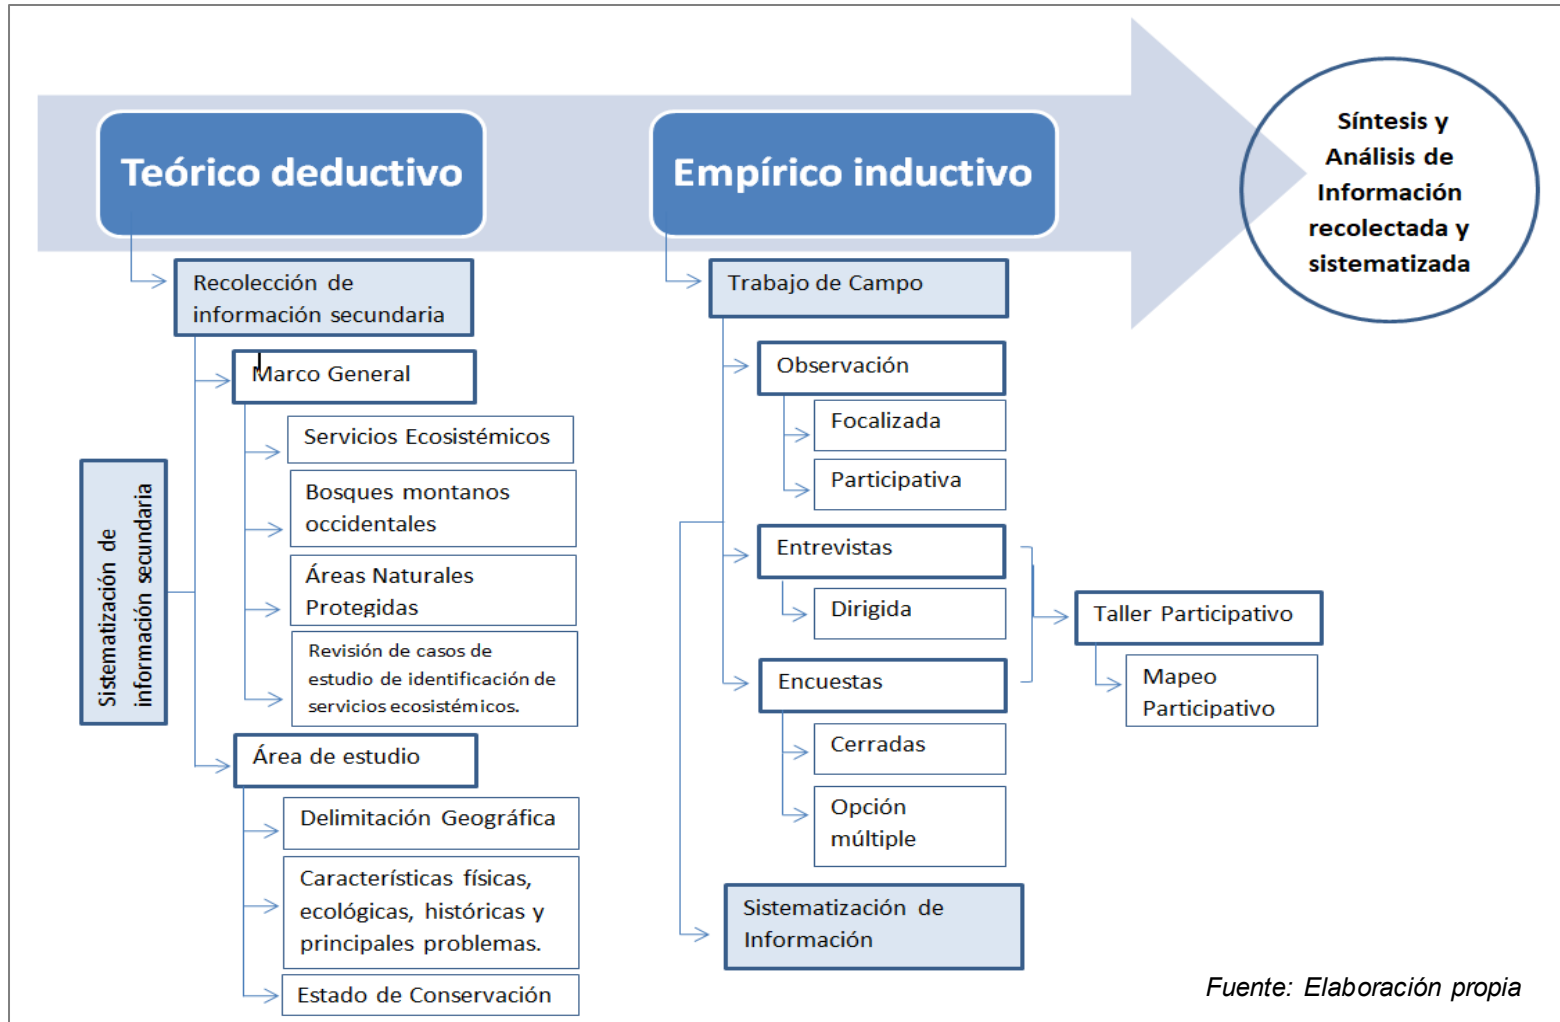 Teórico deductivo
Empírico inductivo
Síntesis y
Análisis de
Información
recolectada y
sistematizada
Recolección de
información secundaria
Marco General
Servicios Ecosistémicos
Bosques montanos
occidentales
Áreas Naturales
Protegidas
Revisión de casos de
estudio de identificación de
servicios ecosistémicos.
Sistematización de
información secundaria
Área de estudio
Delimitación Geográfica
Características físicas,
ecológicas, históricas y
principales problemas.
Estado de Conservación
Trabajo de Campo
Observación
Focalizada
Participativa
Entrevistas
Dirigida
Encuestas
Cerradas
Opción
múltiple
Taller Participativo
Mapeo
Participativo
Sistematización de
Información
Fuente: Elaboración propia